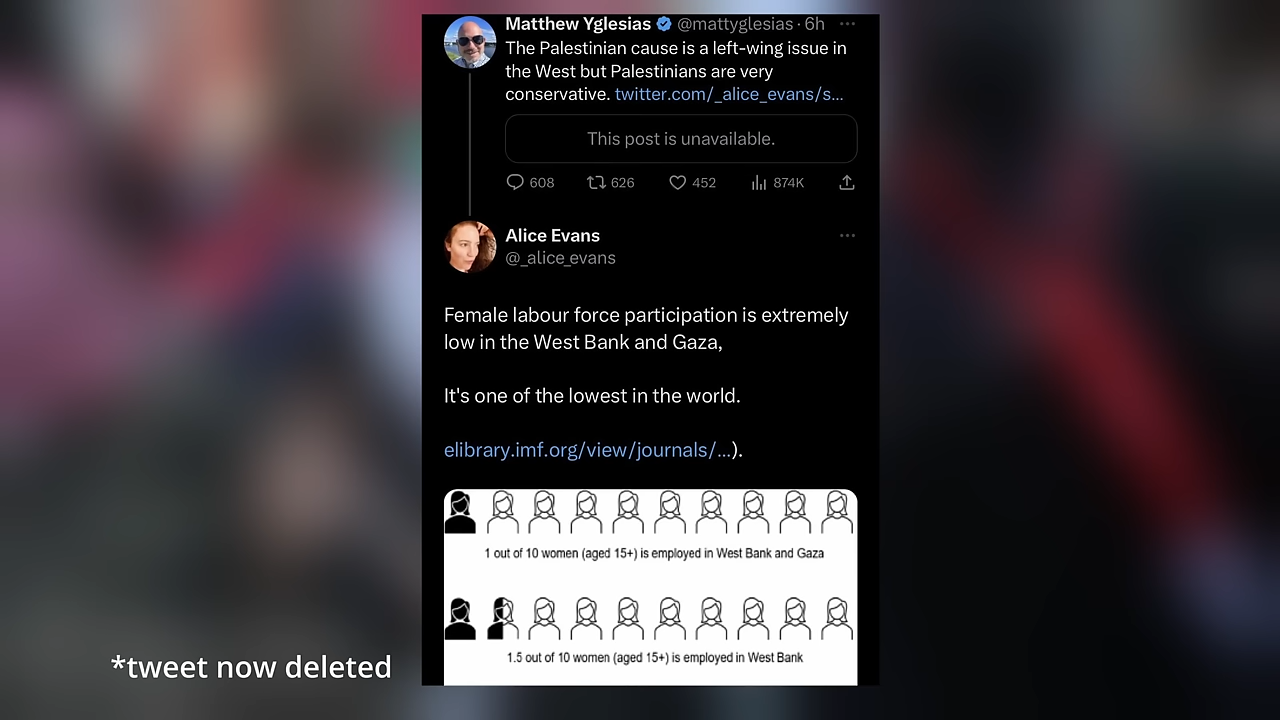 Matthew Yglesias @mattyglesias · 6h ···
The Palestinian cause is a left-wing issue in
the West but Palestinians are very
conservative. twitter.com/_alice_evans/s...
This post is unavailable.
608 626 452 874K
Alice Evans ···
@_alice_evans
Female labour force participation is extremely
low in the West Bank and Gaza,
It's one of the lowest in the world.
elibrary.imf.org/view/journals/...).
1 out of 10 women (aged 15+) is employed in West Bank and Gaza
1.5 out of 10 women (aged 15+) is employed in West Bank
*tweet now deleted